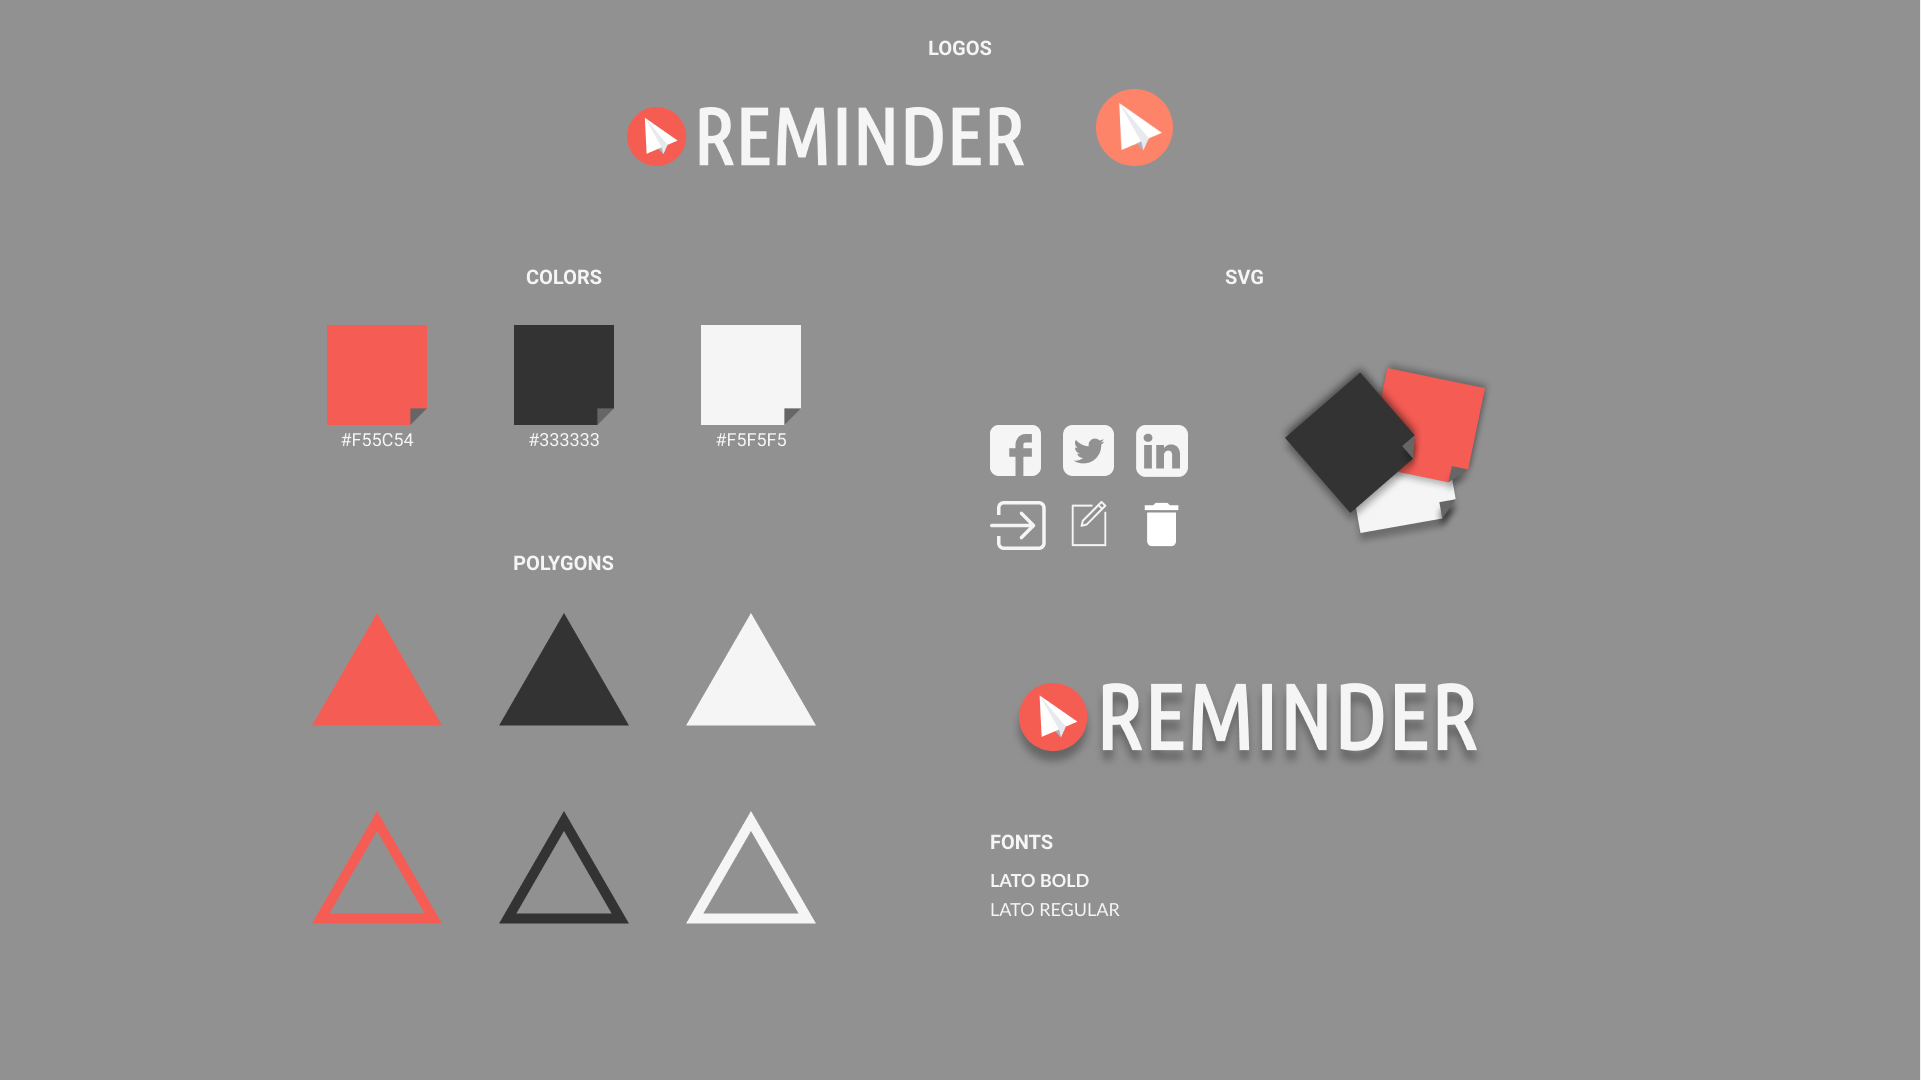 LOGOS
REMINDER
COLORS
#F55C54
#333333
#F5F5F5
SVG
POLYGONS
REMINDER
FONTS
LATO BOLD
LATO REGULAR